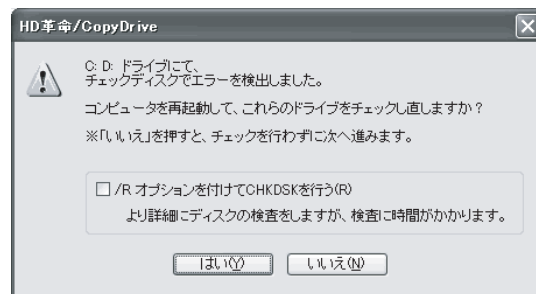 HD革命/CopyDrive
C: D: ドライブにて、
チェックディスクでエラーを検出しました。
コンピュータを再起動して、これらのドライブをチェックし直しますか？
※「いいえ」を押すと、チェックを行わずに次へ進みます。
/R オプションを付けてCHKDSKを行う(R)
より詳細にディスクの検査をしますが、検査に時間がかかります。
はい(Y)
いいえ(N)